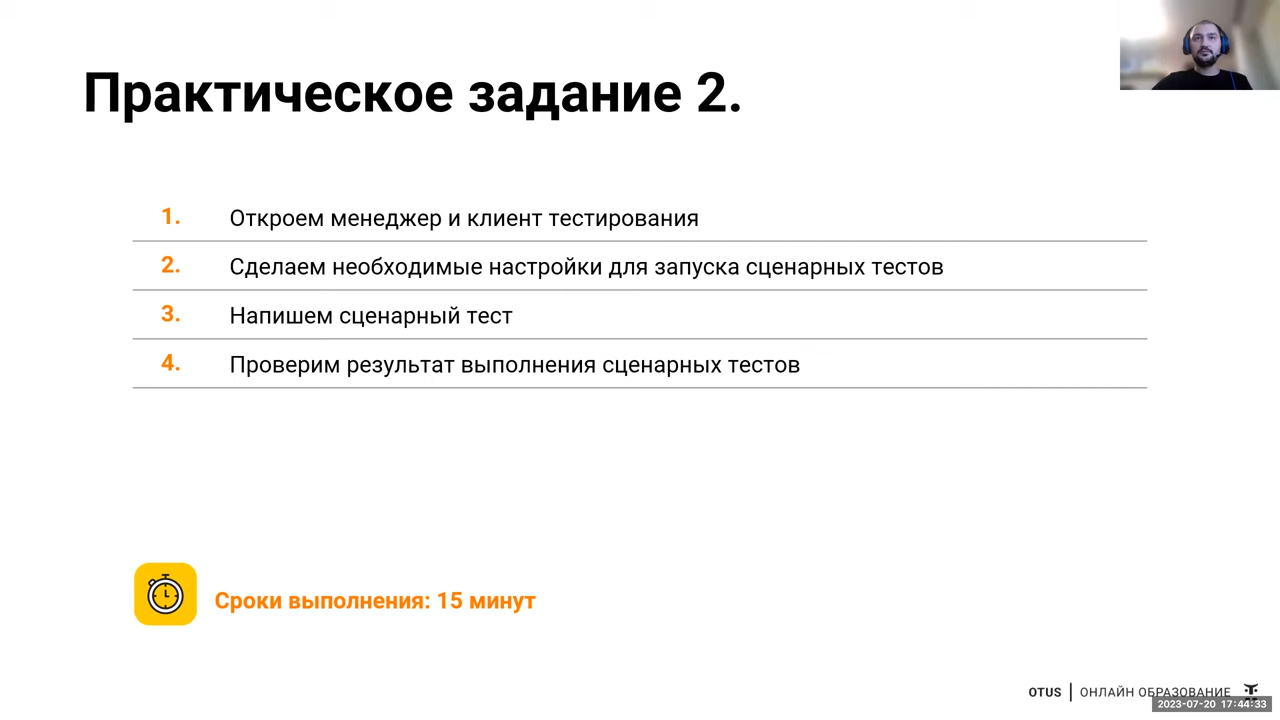 Практическое задание 2.
1. Откроем менеджер и клиент тестирования
2. Сделаем необходимые настройки для запуска сценарных тестов
3. Напишем сценарный тест
4. Проверим результат выполнения сценарных тестов
Сроки выполнения: 15 минут
OTUS | ОНЛАЙН ОБРАЗОВАНИЕ
2023-07-20 17:44:33